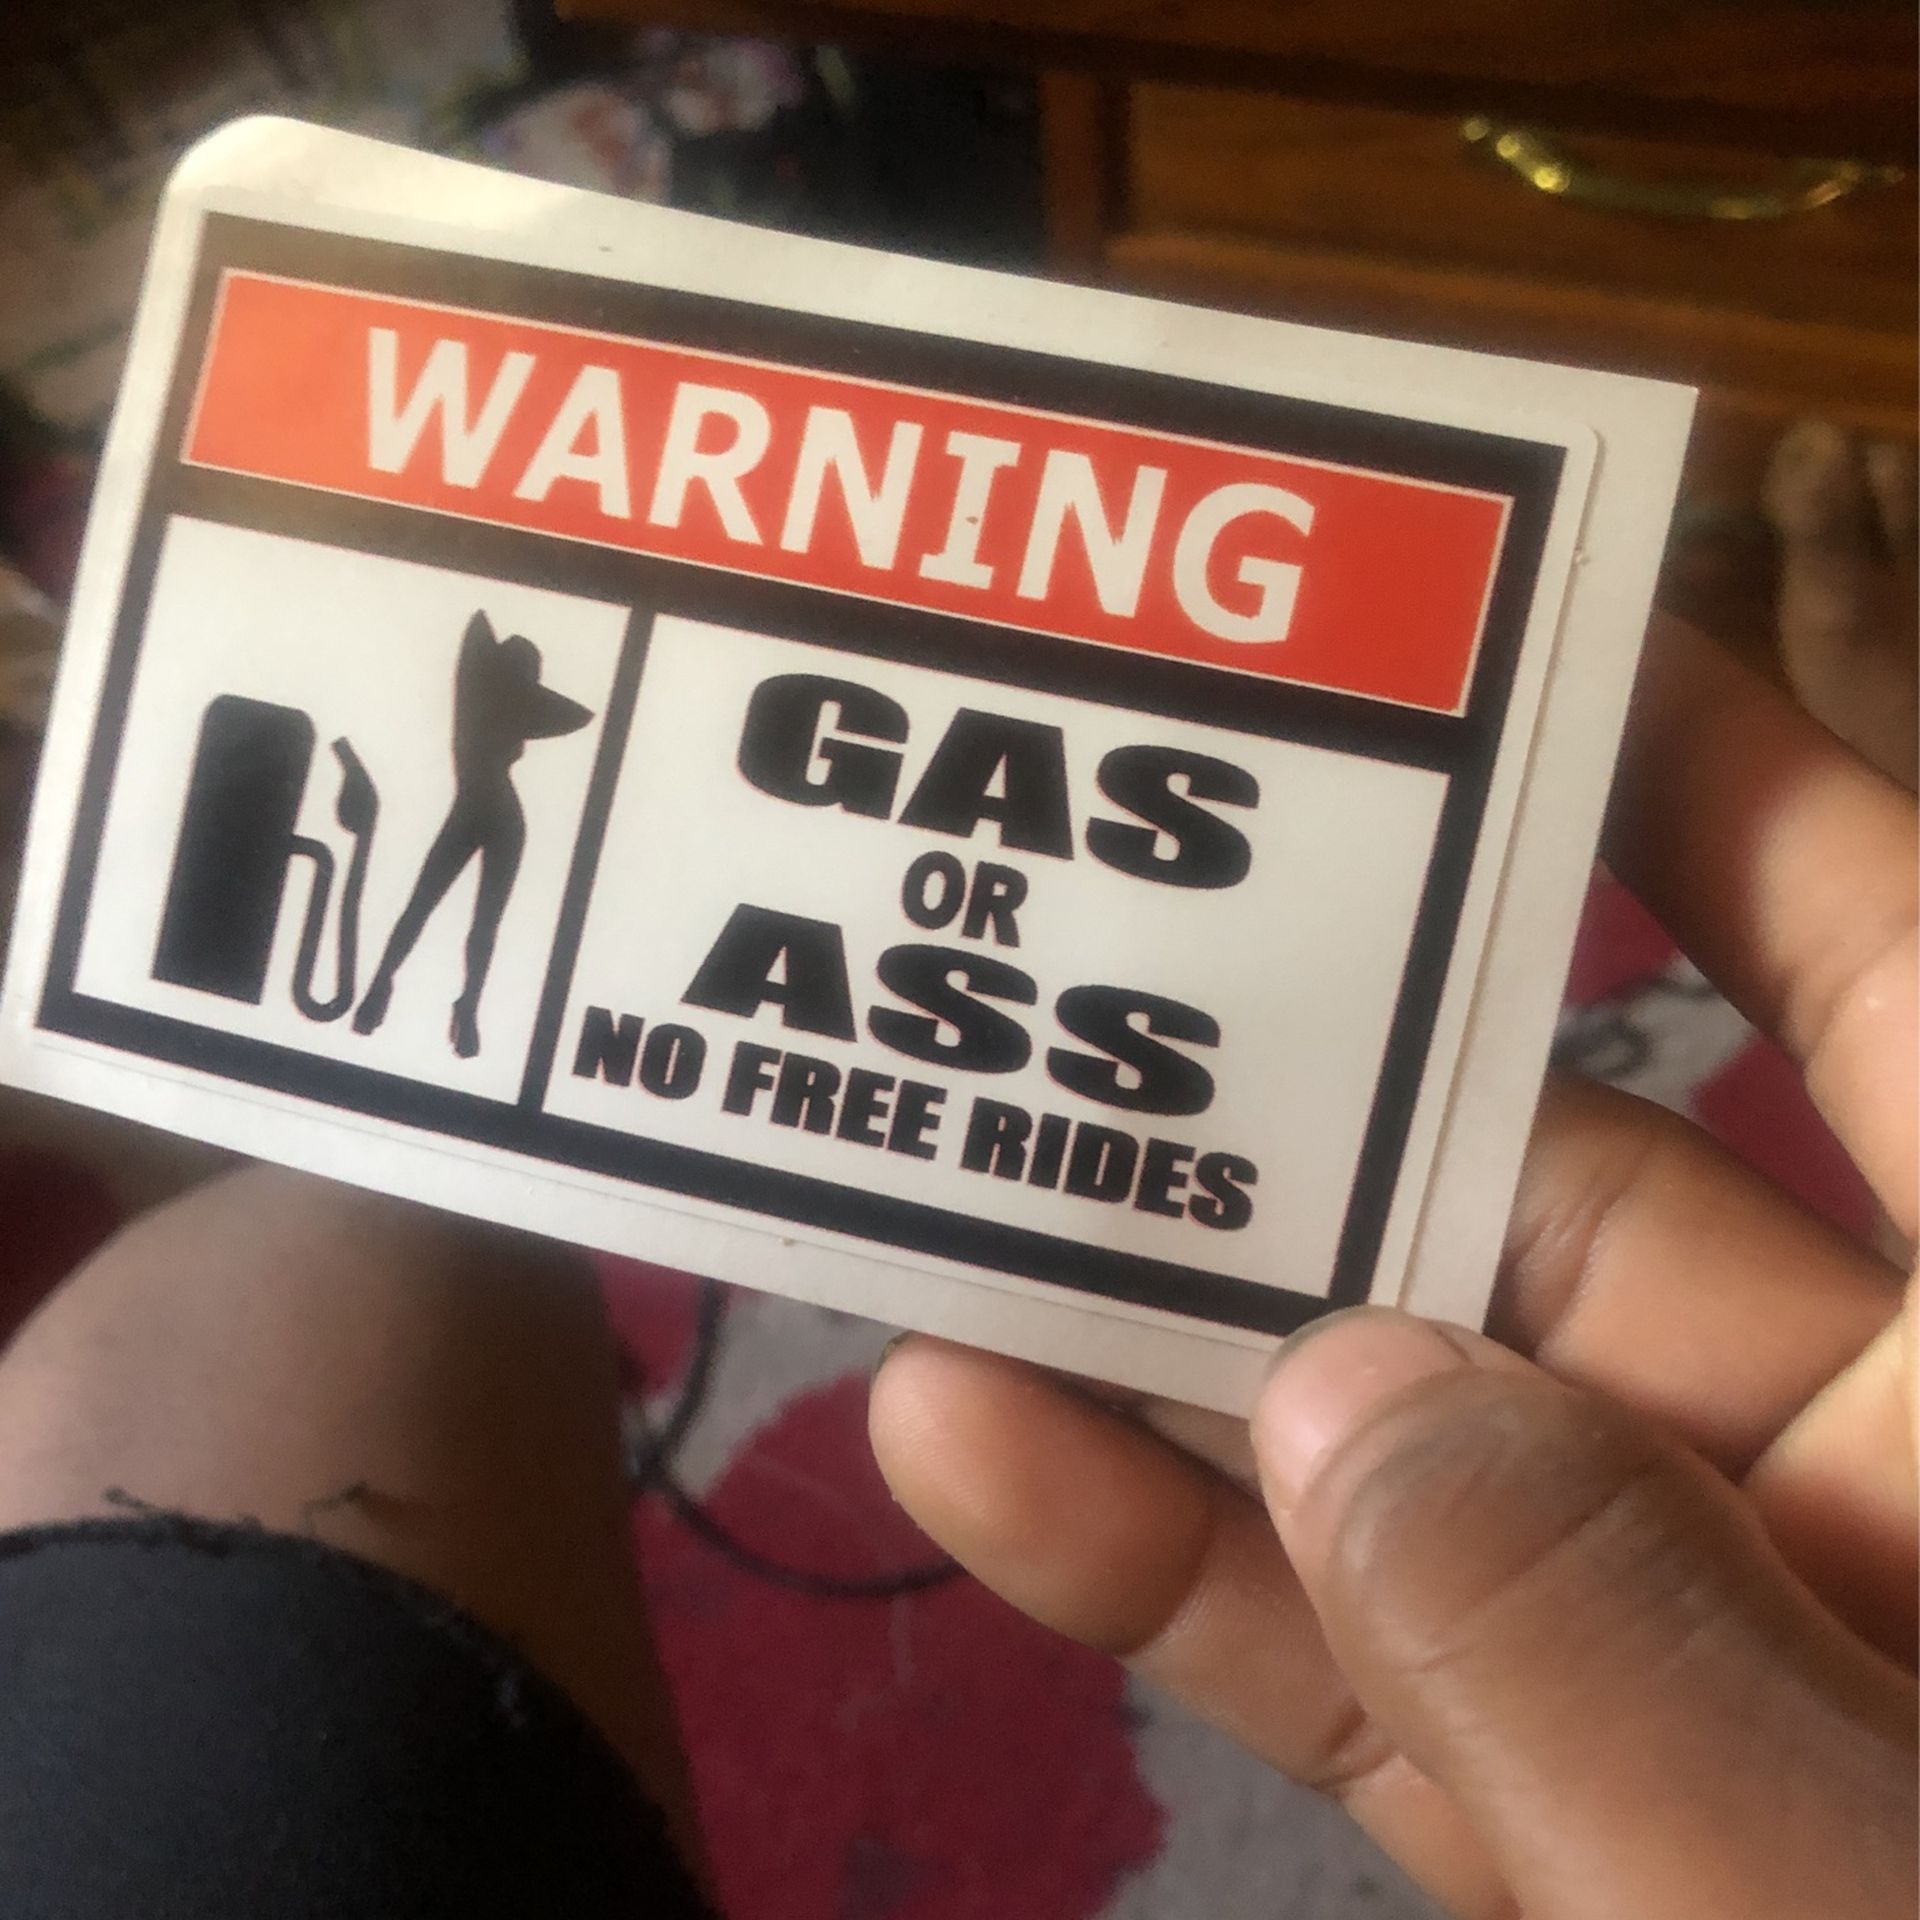 WARNING
GAS
OR
ASS
NO FREE RIDES